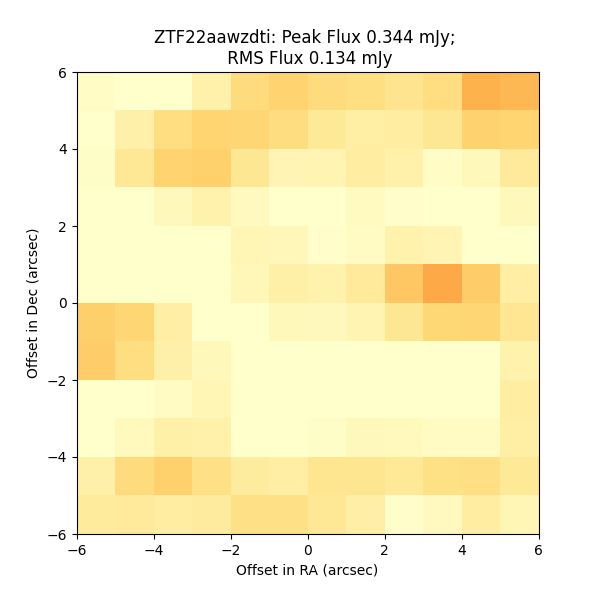 ZTF22aawzdti: Peak Flux 0.344 mJy;
RMS Flux 0.134 mJy
6
4
2
0
−2
−4
−6
Offset in Dec (arcsec)
−6 −4 −2 0 2 4 6
Offset in RA (arcsec)